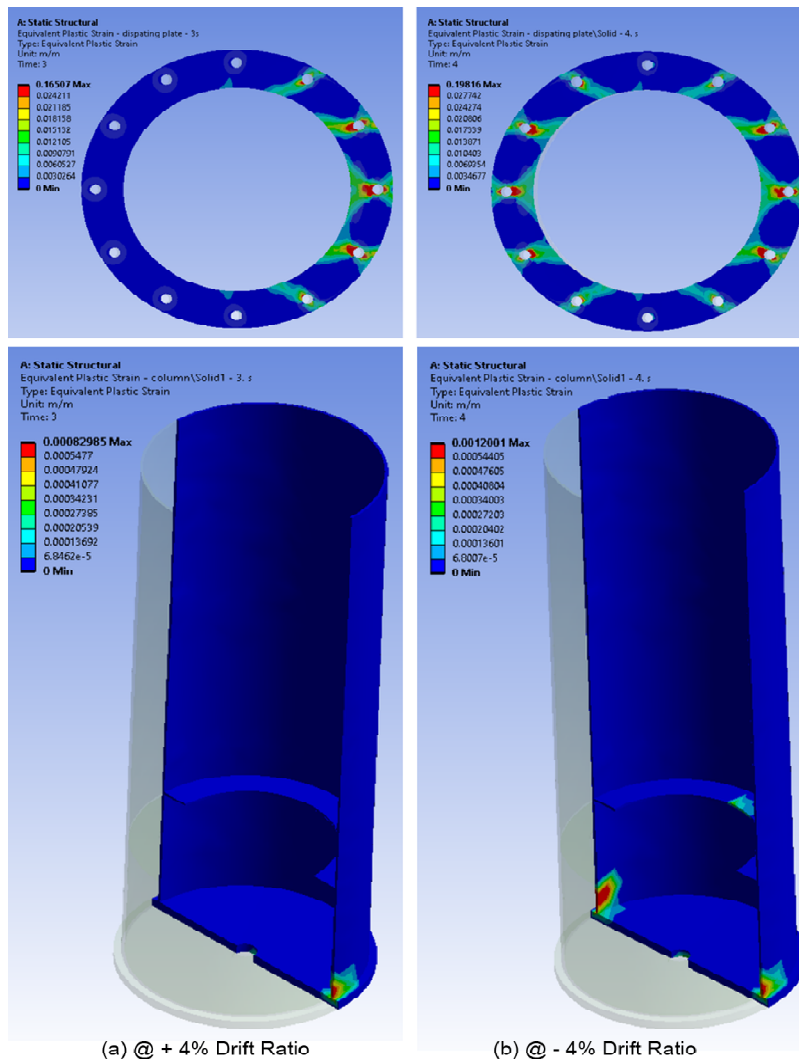 A: Static Structural
Equivalent Plastic Strain - dispating plate - 3s
Type: Equivalent Plastic Strain
Unit: m/m
Time: 3
0.16507 Max
0.024211
0.021185
0.018158
0.015132
0.012105
0.0090791
0.0060527
0.0030264
0 Min
A: Static Structural
Equivalent Plastic Strain - dispating plate\Solid - 4. s
Type: Equivalent Plastic Strain
Unit: m/m
Time: 4
0.19816 Max
0.027742
0.024274
0.020806
0.017339
0.013871
0.010403
0.0069354
0.0034677
0 Min
A: Static Structural
Equivalent Plastic Strain - column\Solid1 - 3. s
Type: Equivalent Plastic Strain
Unit: m/m
Time: 3
0.00082985 Max
0.0005477
0.00047924
0.00041077
0.00034231
0.00027385
0.00020539
0.00013692
6.8462e-5
0 Min
A: Static Structural
Equivalent Plastic Strain - column\Solid1 - 4. s
Type: Equivalent Plastic Strain
Unit: m/m
Time: 4
0.0012001 Max
0.00054405
0.00047605
0.00040804
0.00034003
0.00027203
0.00020402
0.00013601
6.8007e-5
0 Min
(a) @ + 4% Drift Ratio
(b) @ - 4% Drift Ratio